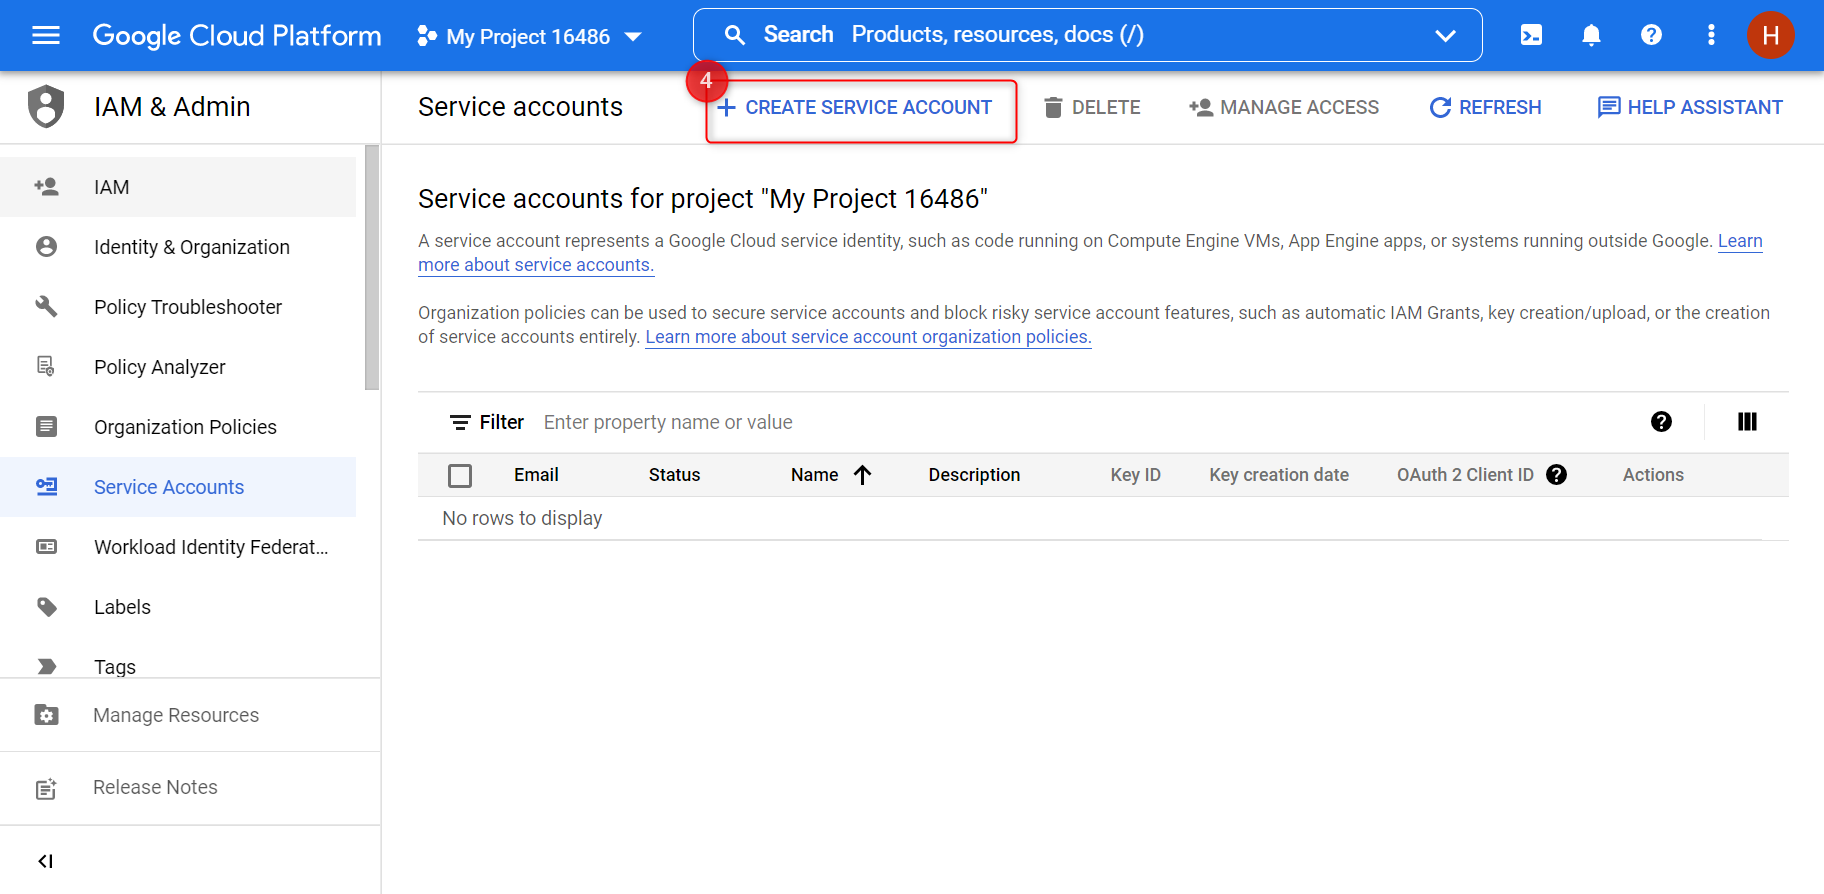 Google Cloud Platform
My Project 16486
Search Products, resources, docs (/)
H
IAM & Admin
Service accounts
4
CREATE SERVICE ACCOUNT
DELETE
MANAGE ACCESS
REFRESH
HELP ASSISTANT
IAM
Identity & Organization
Policy Troubleshooter
Policy Analyzer
Organization Policies
Service Accounts
Workload Identity Federat...
Labels
Tags
Manage Resources
Release Notes
Service accounts for project "My Project 16486"
A service account represents a Google Cloud service identity, such as code running on Compute Engine VMs, App Engine apps, or systems running outside Google. Learn
more about service accounts.
Organization policies can be used to secure service accounts and block risky service account features, such as automatic IAM Grants, key creation/upload, or the creation
of service accounts entirely. Learn more about service account organization policies.
Filter Enter property name or value
Email Status Name Description Key ID Key creation date OAuth 2 Client ID Actions
No rows to display